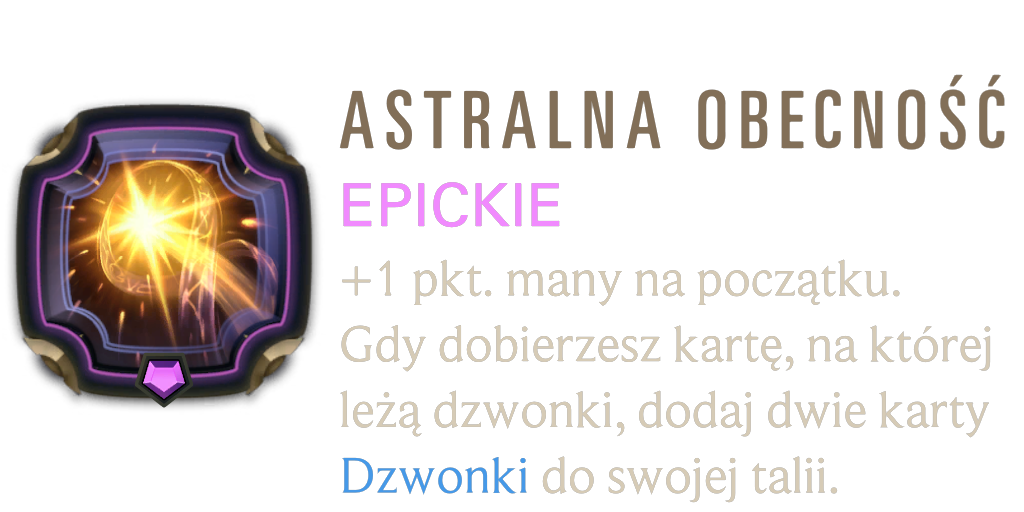 ASTRALNA OBECNOŚĆ
EPICKIE
+1 pkt. many na początku.
Gdy dobierzesz kartę, na której
leżą dzwonki, dodaj dwie karty
Dzwonki do swojej talii.